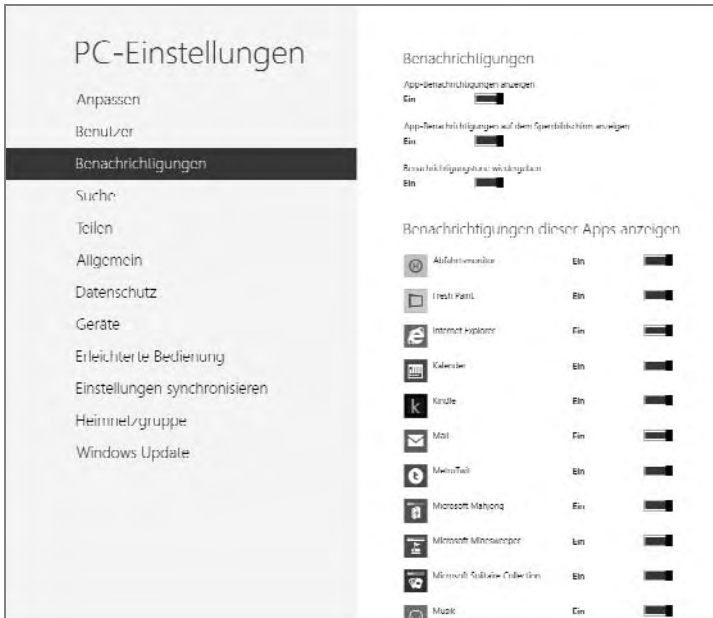 PC-Einstellungen
Anpassen
Benutzer
Benachrichtigungen
Suche
Teilen
Allgemein
Datenschutz
Geräte
Erleichterte Bedienung
Einstellungen synchronisieren
Heimnetzgruppe
Windows Update
Benachrichtigungen
App-Benachrichtigungen anzeigen
Ein
App-Benachrichtigungen auf dem Sperrbildschirm anzeigen
Ein
Benachrichtigungstöne wiedergeben
Ein
Benachrichtigungen dieser Apps anzeigen
Abfahrtsmonitor Ein
Fresh Paint Ein
Internet Explorer Ein
Kalender Ein
Kindle Ein
Mail Ein
MetroTwit Ein
Microsoft Mahjong Ein
Microsoft Minesweeper Ein
Microsoft Solitaire Collection Ein
Musik Ein